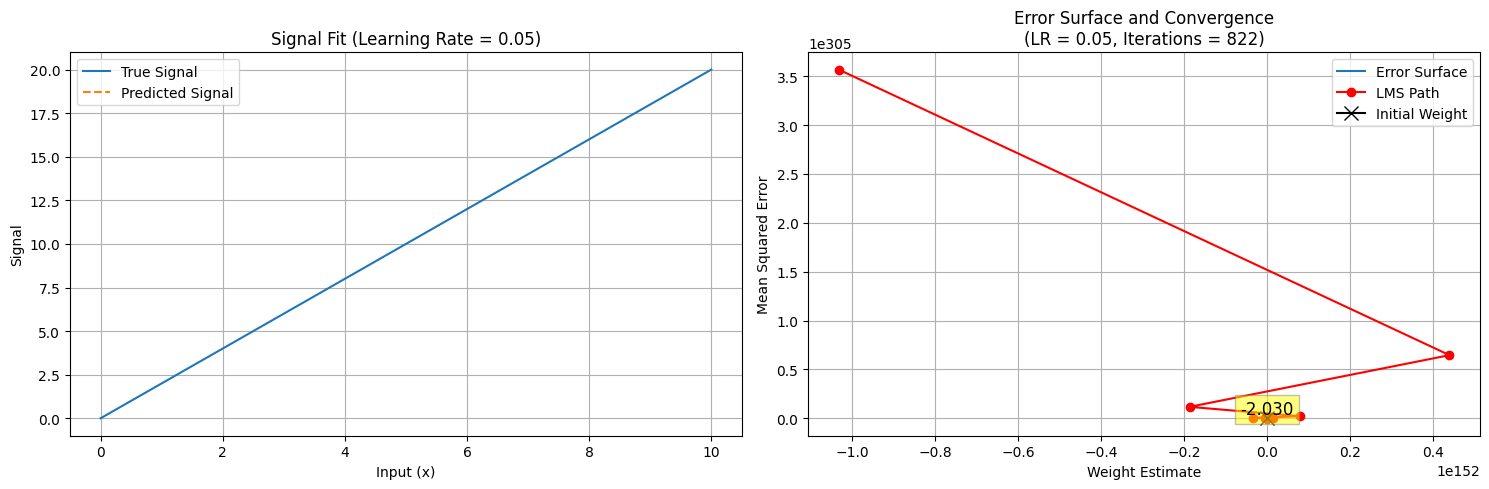 Signal Fit (Learning Rate = 0.05)
True Signal
Predicted Signal
20.0
17.5
15.0
12.5
10.0
7.5
5.0
2.5
0.0
Signal
0 2 4 6 8 10
Input (x)
Error Surface and Convergence
(LR = 0.05, Iterations = 822)
1e305
Error Surface
LMS Path
Initial Weight
3.5
3.0
2.5
2.0
1.5
1.0
0.5
0.0
Mean Squared Error
-2.030
−1.0 −0.8 −0.6 −0.4 −0.2 0.0 0.2 0.4
1e152
Weight Estimate